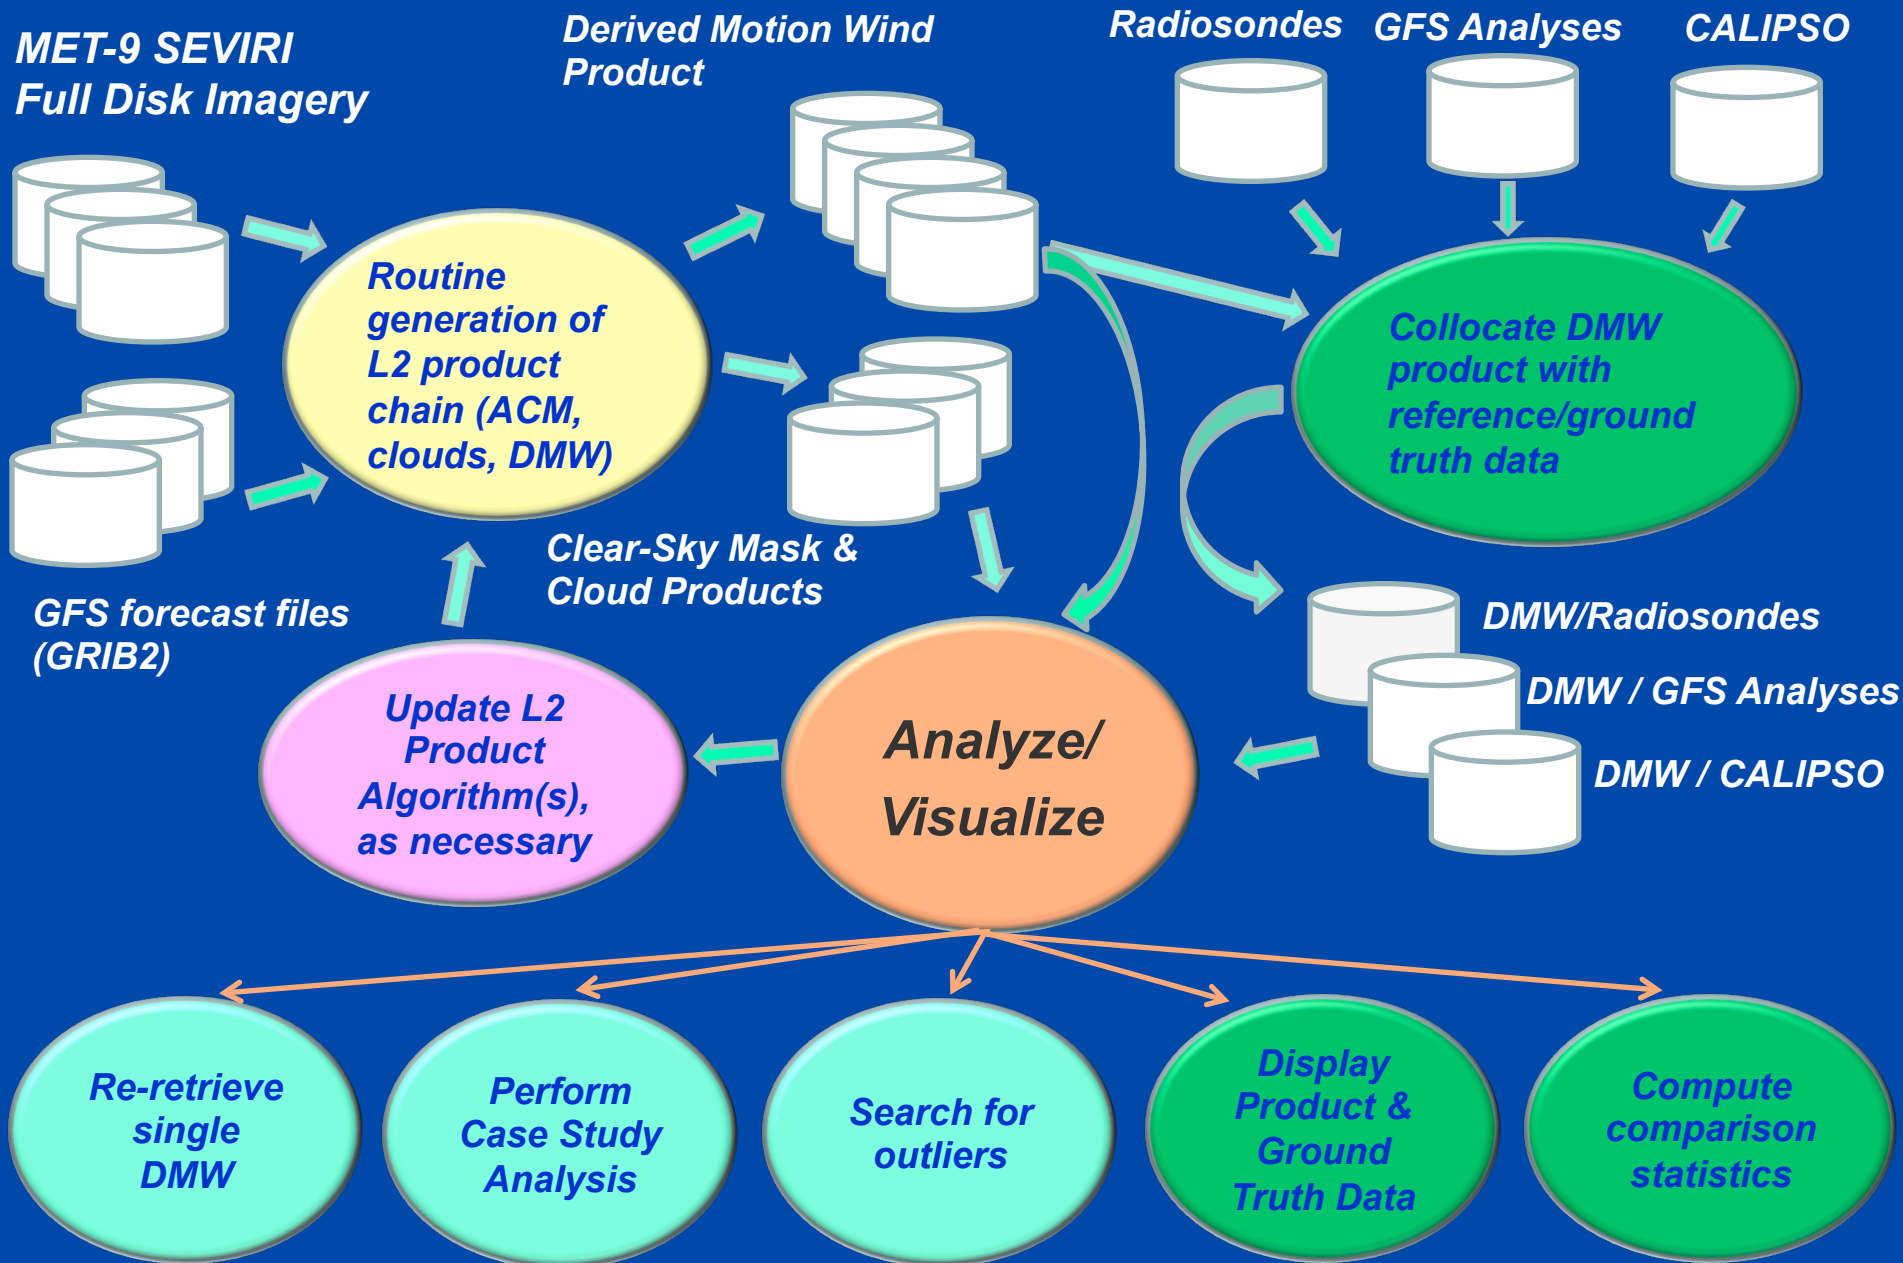 MET-9 SEVIRI
Full Disk Imagery
Derived Motion Wind
Product
Radiosondes
GFS Analyses
CALIPSO
Routine
generation of
L2 product
chain (ACM,
clouds, DMW)
Collocate DMW
product with
reference/ground
truth data
Clear-Sky Mask &
Cloud Products
GFS forecast files
(GRIB2)
DMW/Radiosondes
DMW / GFS Analyses
DMW / CALIPSO
Update L2
Product
Algorithm(s),
as necessary
Analyze/
Visualize
Re-retrieve
single
DMW
Perform
Case Study
Analysis
Search for
outliers
Display
Product &
Ground
Truth Data
Compute
comparison
statistics